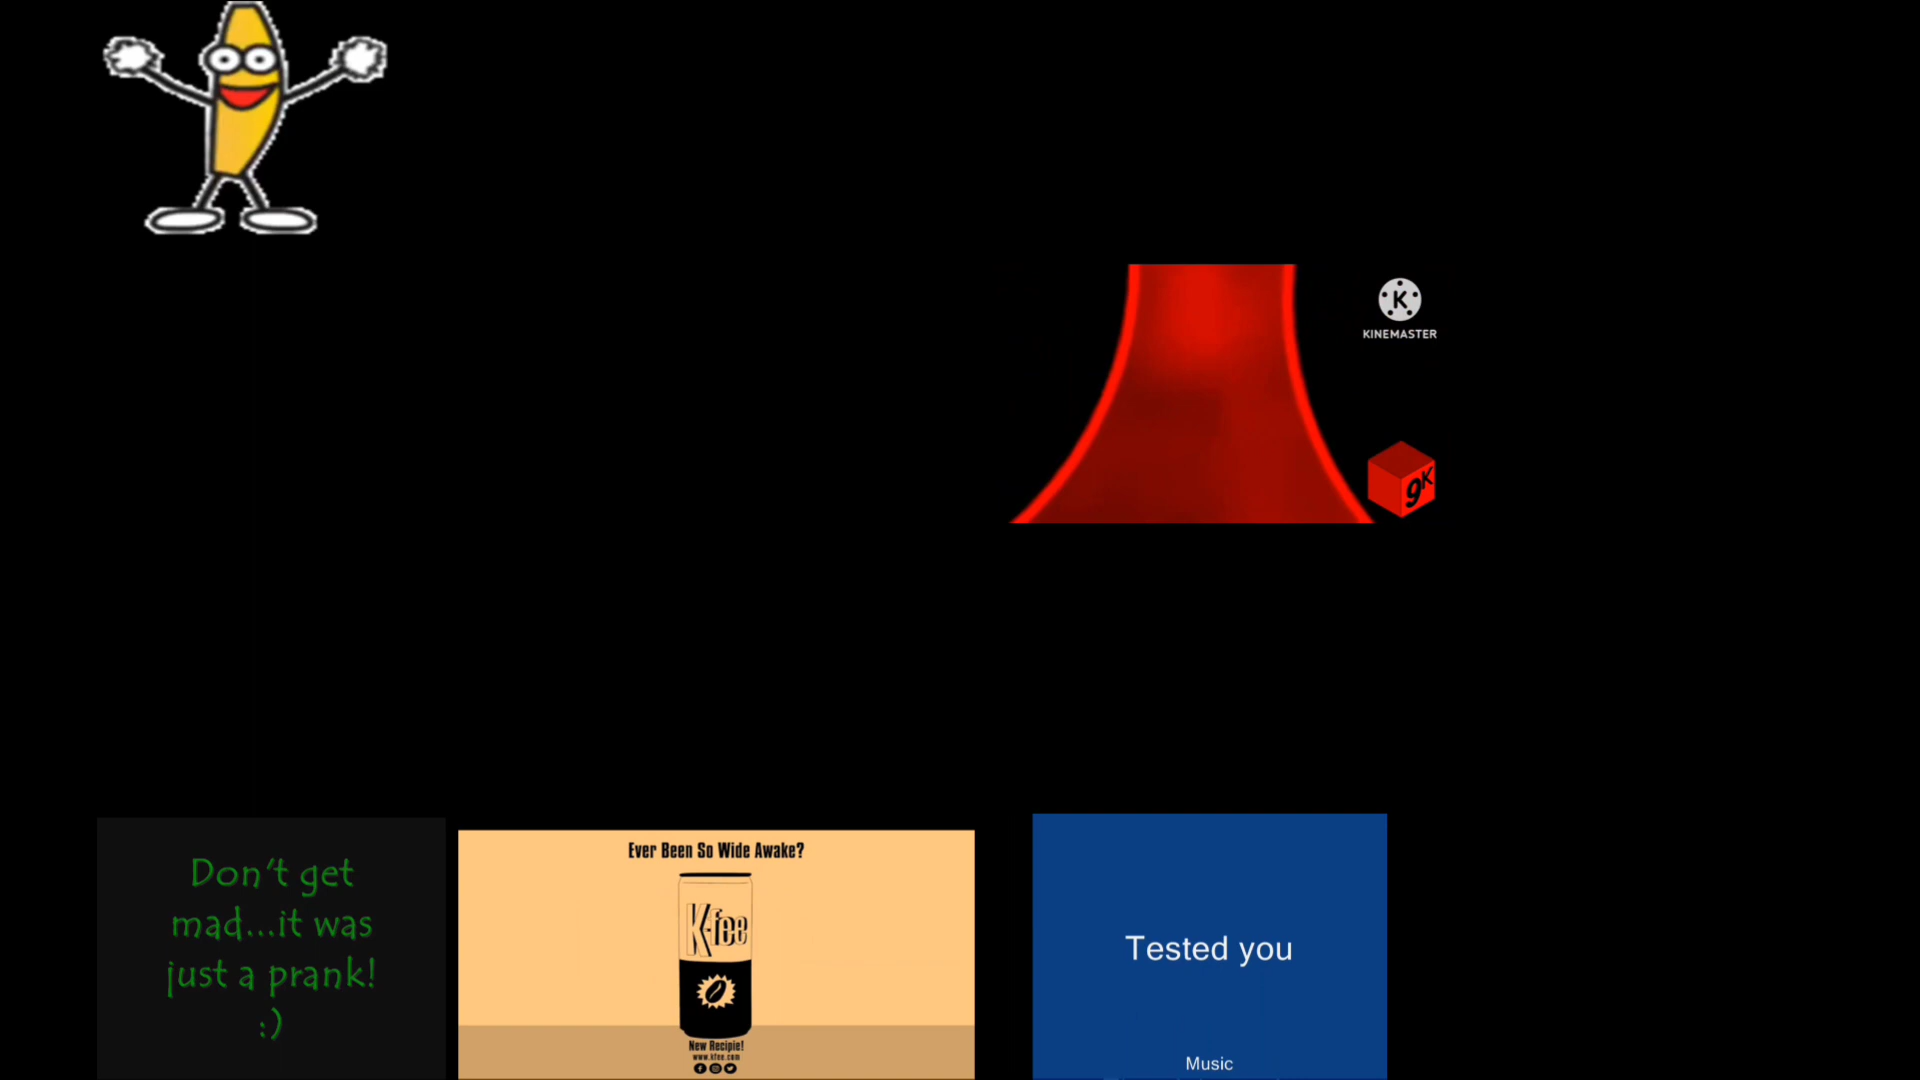 K
KINEMASTER
9K
Don't get
mad...it was
just a prank!
:)
Ever Been So Wide Awake?
K-fee
New Recipie!
www.kfee.com
Tested you
Music